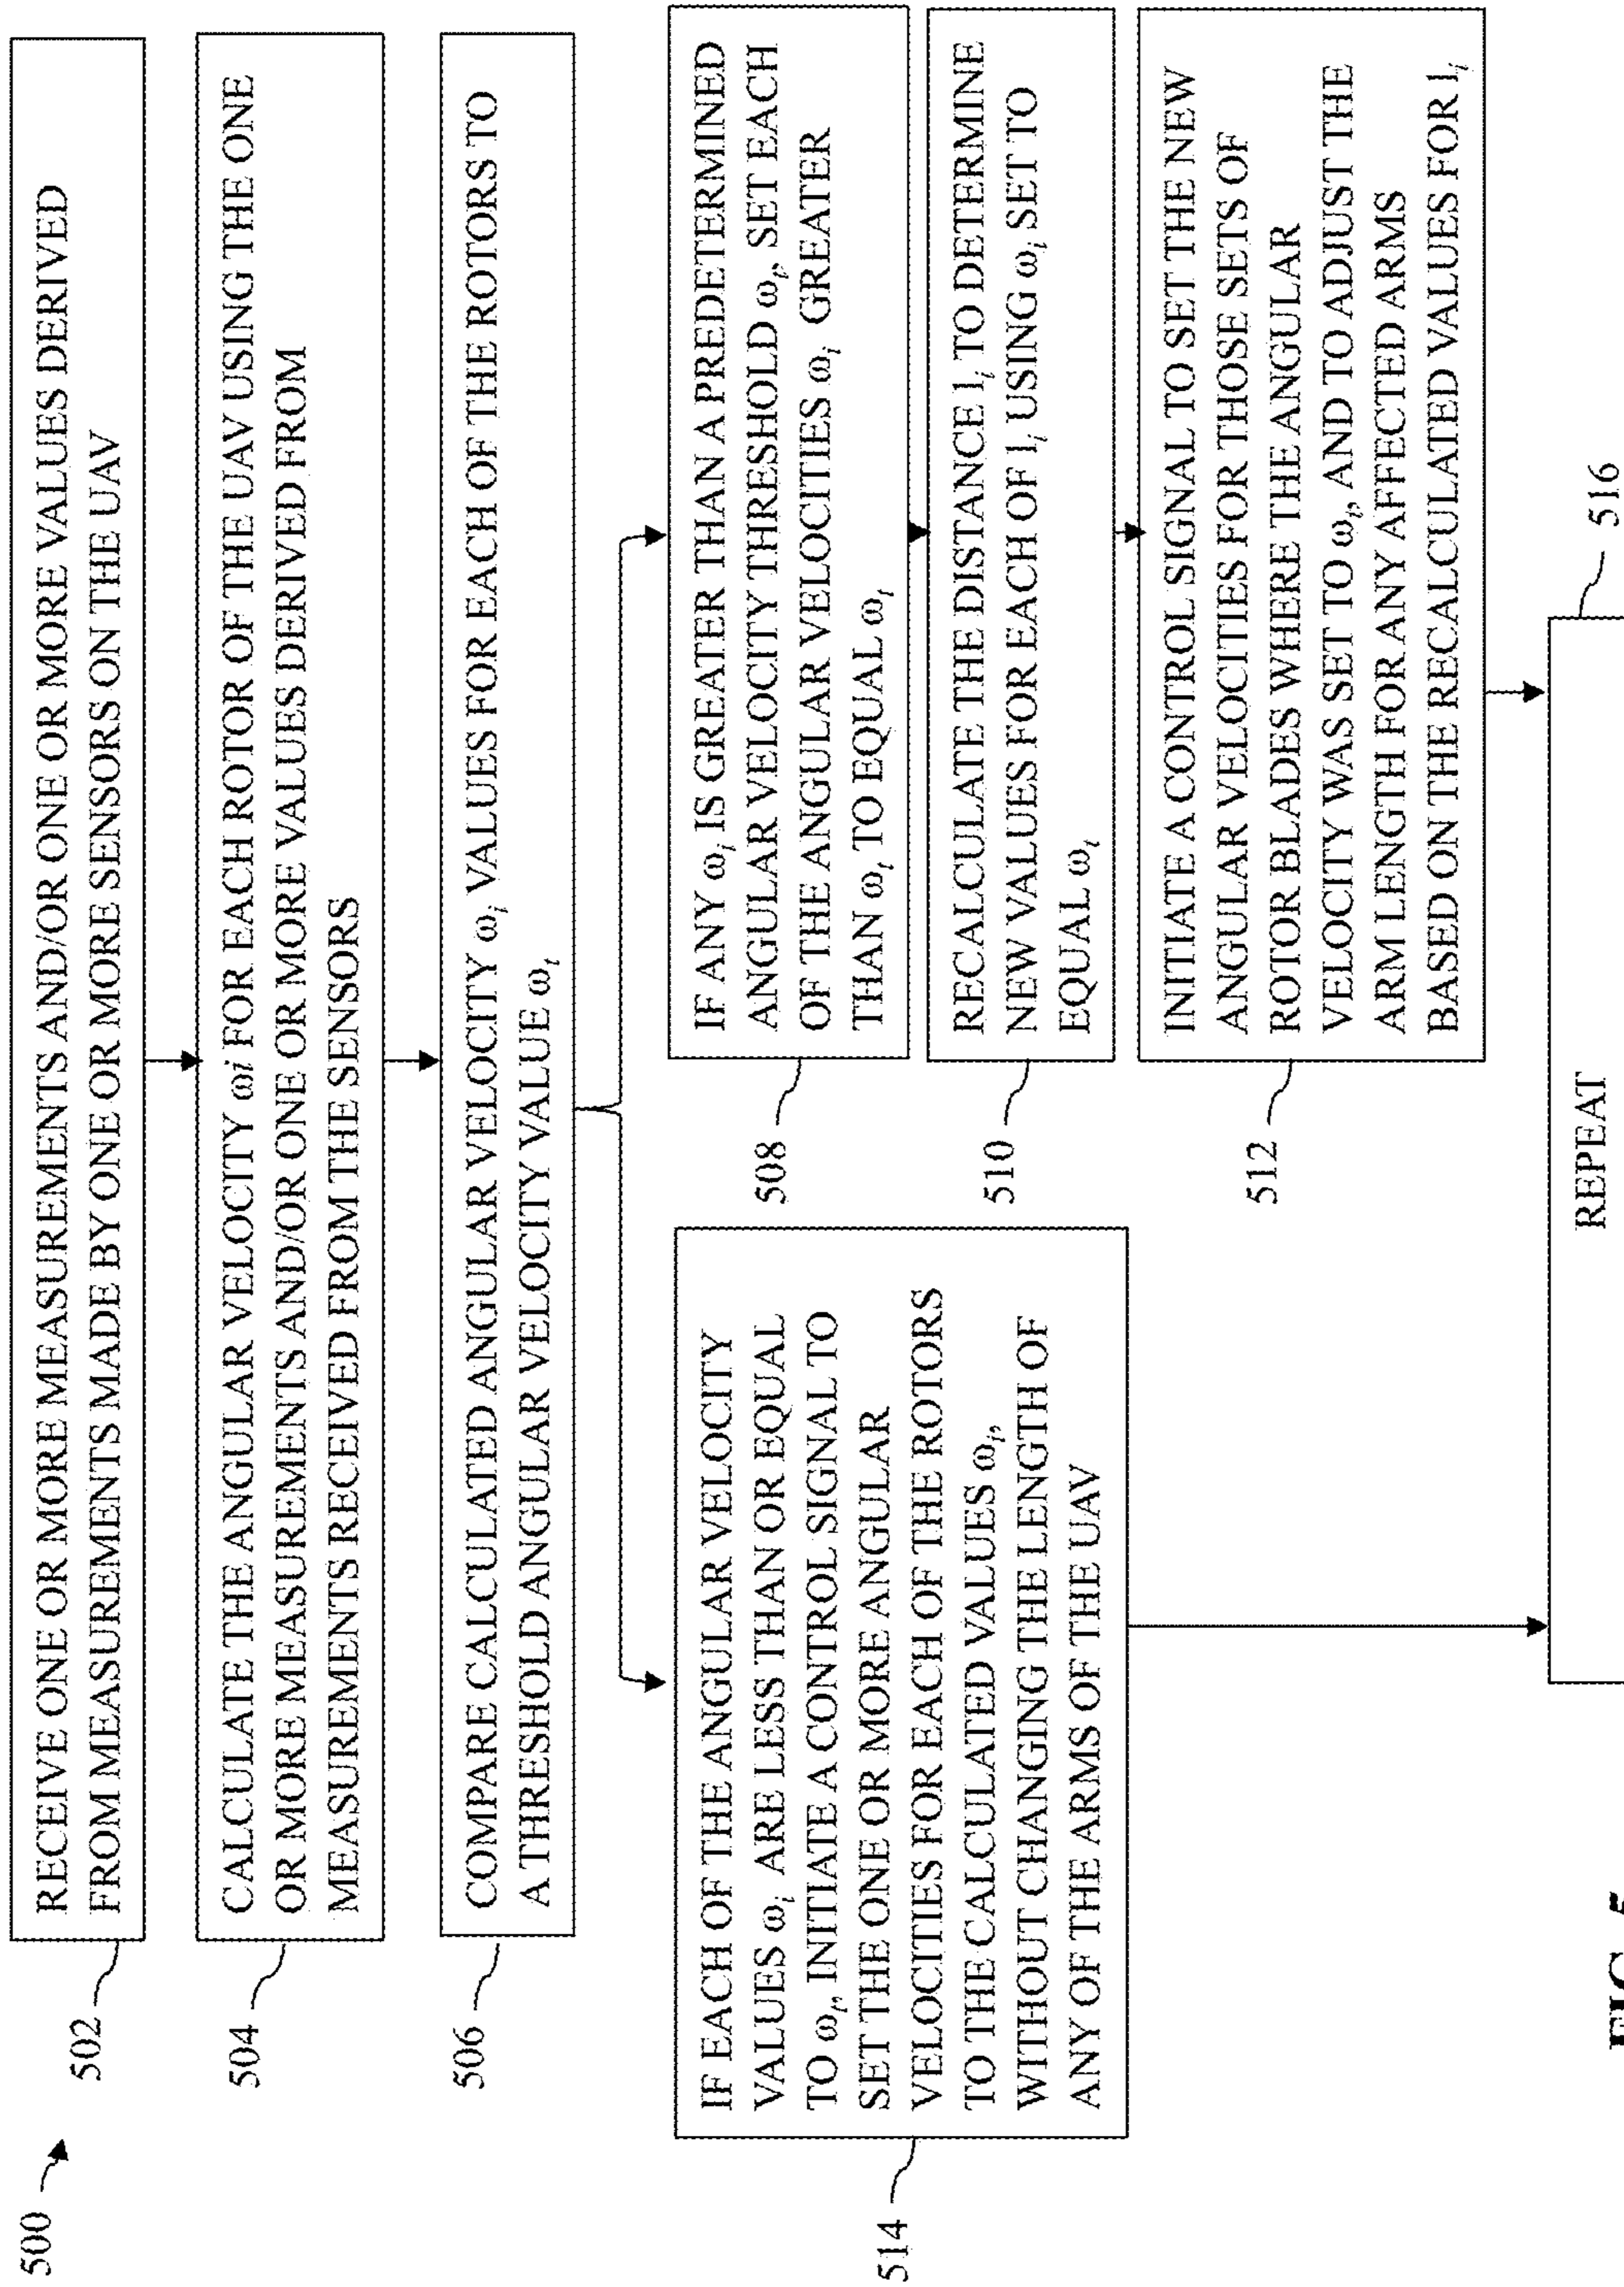 500
502
RECEIVE ONE OR MORE MEASUREMENTS AND/OR ONE OR MORE VALUES DERIVED
FROM MEASUREMENTS MADE BY ONE OR MORE SENSORS ON THE UAV
504
CALCULATE THE ANGULAR VELOCITY ωi FOR EACH ROTOR OF THE UAV USING THE ONE
OR MORE MEASUREMENTS AND/OR ONE OR MORE VALUES DERIVED FROM
MEASUREMENTS RECEIVED FROM THE SENSORS
506
COMPARE CALCULATED ANGULAR VELOCITY ωi VALUES FOR EACH OF THE ROTORS TO
A THRESHOLD ANGULAR VELOCITY VALUE ωt
514
IF EACH OF THE ANGULAR VELOCITY
VALUES ωi ARE LESS THAN OR EQUAL
TO ωt, INITIATE A CONTROL SIGNAL TO
SET THE ONE OR MORE ANGULAR
VELOCITIES FOR EACH OF THE ROTORS
TO THE CALCULATED VALUES ωi,
WITHOUT CHANGING THE LENGTH OF
ANY OF THE ARMS OF THE UAV
508
IF ANY ωi IS GREATER THAN A PREDETERMINED
ANGULAR VELOCITY THRESHOLD ωt, SET EACH
OF THE ANGULAR VELOCITIES ωi GREATER
THAN ωt TO EQUAL ωt
510
RECALCULATE THE DISTANCE li TO DETERMINE
NEW VALUES FOR EACH OF li USING ωi SET TO
EQUAL ωt
512
INITIATE A CONTROL SIGNAL TO SET THE NEW
ANGULAR VELOCITIES FOR THOSE SETS OF
ROTOR BLADES WHERE THE ANGULAR
VELOCITY WAS SET TO ωt, AND TO ADJUST THE
ARM LENGTH FOR ANY AFFECTED ARMS
BASED ON THE RECALCULATED VALUES FOR li
516
REPEAT
FIG. 5